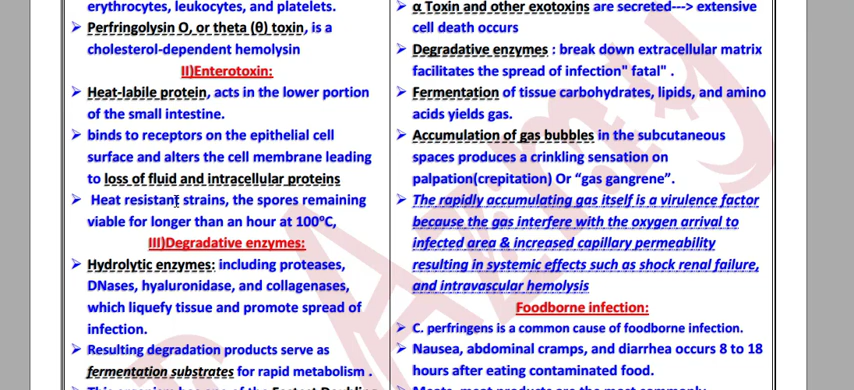 erythrocytes, leukocytes, and platelets.
➤ Perfringolysin O, or theta (θ) toxin, is a
cholesterol-dependent hemolysin
II)Enterotoxin:
➤ Heat-labile protein, acts in the lower portion
of the small intestine.
➤ binds to receptors on the epithelial cell
surface and alters the cell membrane leading
to loss of fluid and intracellular proteins
➤ Heat resistant strains, the spores remaining
viable for longer than an hour at 100ºC,
III)Degradative enzymes:
➤ Hydrolytic enzymes: including proteases,
DNases, hyaluronidase, and collagenases,
which liquefy tissue and promote spread of
infection.
➤ Resulting degradation products serve as
fermentation substrates for rapid metabolism .
➤ α Toxin and other exotoxins are secreted---> extensive
cell death occurs
➤ Degradative enzymes : break down extracellular matrix
facilitates the spread of infection" fatal" .
➤ Fermentation of tissue carbohydrates, lipids, and amino
acids yields gas.
➤ Accumulation of gas bubbles in the subcutaneous
spaces produces a crinkling sensation on
palpation(crepitation) Or “gas gangrene”.
➤ The rapidly accumulating gas itself is a virulence factor
because the gas interfere with the oxygen arrival to
infected area & increased capillary permeability
resulting in systemic effects such as shock renal failure,
and intravascular hemolysis
Foodborne infection:
➤ C. perfringens is a common cause of foodborne infection.
➤ Nausea, abdominal cramps, and diarrhea occurs 8 to 18
hours after eating contaminated food.